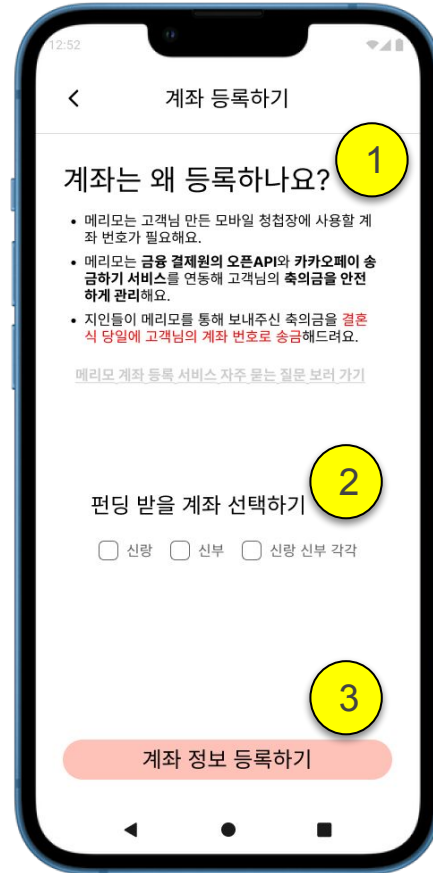 12:52
계좌 등록하기
1
계좌는 왜 등록하나요?
• 메리모는 고객님 만든 모바일 청첩장에 사용할 계
좌 번호가 필요해요.
• 메리모는 금융 결제원의 오픈API와 카카오페이 송
금하기 서비스를 연동해 고객님의 축의금을 안전
하게 관리해요.
• 지인들이 메리모를 통해 보내주신 축의금을 결혼
식 당일에 고객님의 계좌 번호로 송금해드려요.
메리모 계좌 등록 서비스 자주 묻는 질문 보러 가기
2
펀딩 받을 계좌 선택하기
신랑 신부 신랑 신부 각각
3
계좌 정보 등록하기